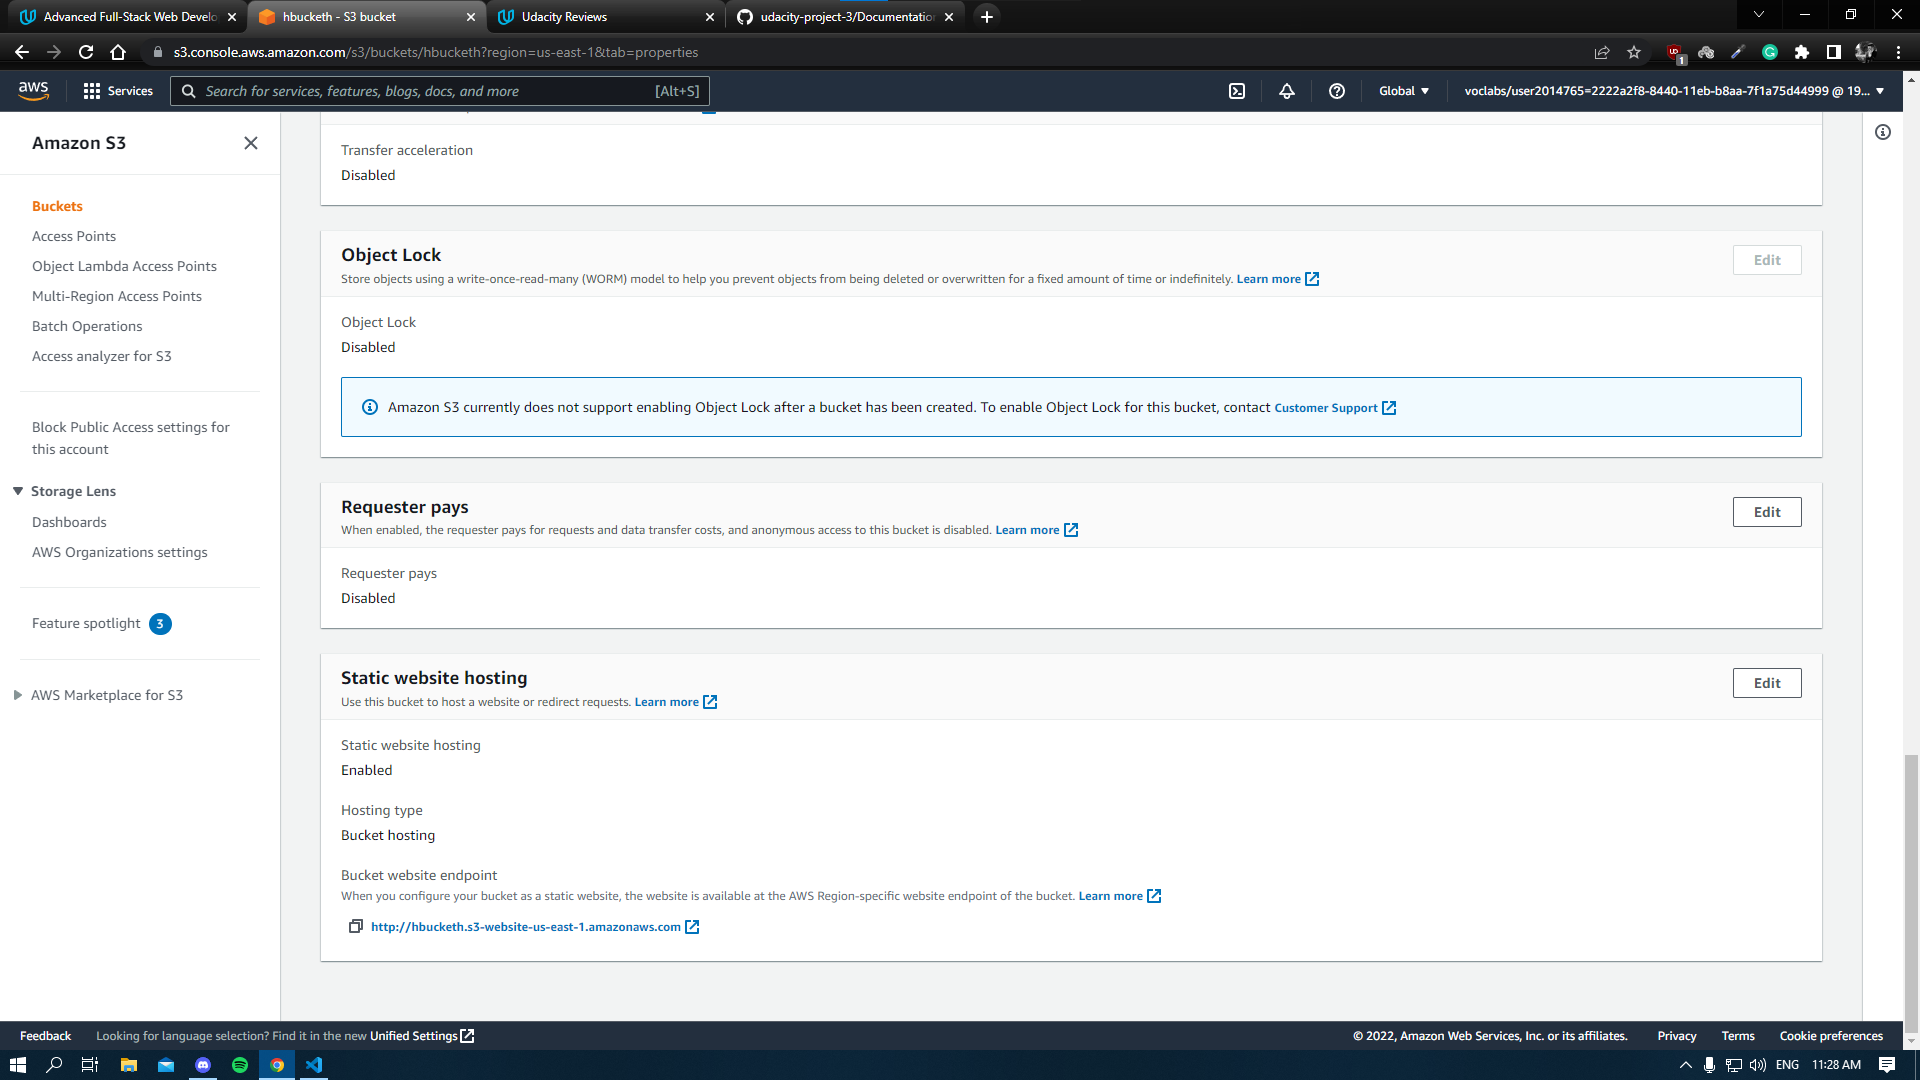 Advanced Full-Stack Web Develo
hbucketh - S3 bucket
Udacity Reviews
udacity-project-3/Documentation
s3.console.aws.amazon.com/s3/buckets/hbucketh?region=us-east-1&tab=properties
1
aws
Services
Search for services, features, blogs, docs, and more
[Alt+S]
Global
voclabs/user2014765=2222a2f8-8440-11eb-b8aa-7f1a75d44999 @ 19...
Amazon S3
Buckets
Access Points
Object Lambda Access Points
Multi-Region Access Points
Batch Operations
Access analyzer for S3
Block Public Access settings for
this account
Storage Lens
Dashboards
AWS Organizations settings
Feature spotlight 3
AWS Marketplace for S3
Transfer acceleration
Disabled
Object Lock
Edit
Store objects using a write-once-read-many (WORM) model to help you prevent objects from being deleted or overwritten for a fixed amount of time or indefinitely. Learn more
Object Lock
Disabled
Amazon S3 currently does not support enabling Object Lock after a bucket has been created. To enable Object Lock for this bucket, contact Customer Support
Requester pays
Edit
When enabled, the requester pays for requests and data transfer costs, and anonymous access to this bucket is disabled. Learn more
Requester pays
Disabled
Static website hosting
Edit
Use this bucket to host a website or redirect requests. Learn more
Static website hosting
Enabled
Hosting type
Bucket hosting
Bucket website endpoint
When you configure your bucket as a static website, the website is available at the AWS Region-specific website endpoint of the bucket. Learn more
http://hbucketh.s3-website-us-east-1.amazonaws.com
Feedback
Looking for language selection? Find it in the new Unified Settings
© 2022, Amazon Web Services, Inc. or its affiliates.
Privacy
Terms
Cookie preferences
ENG
11:28 AM